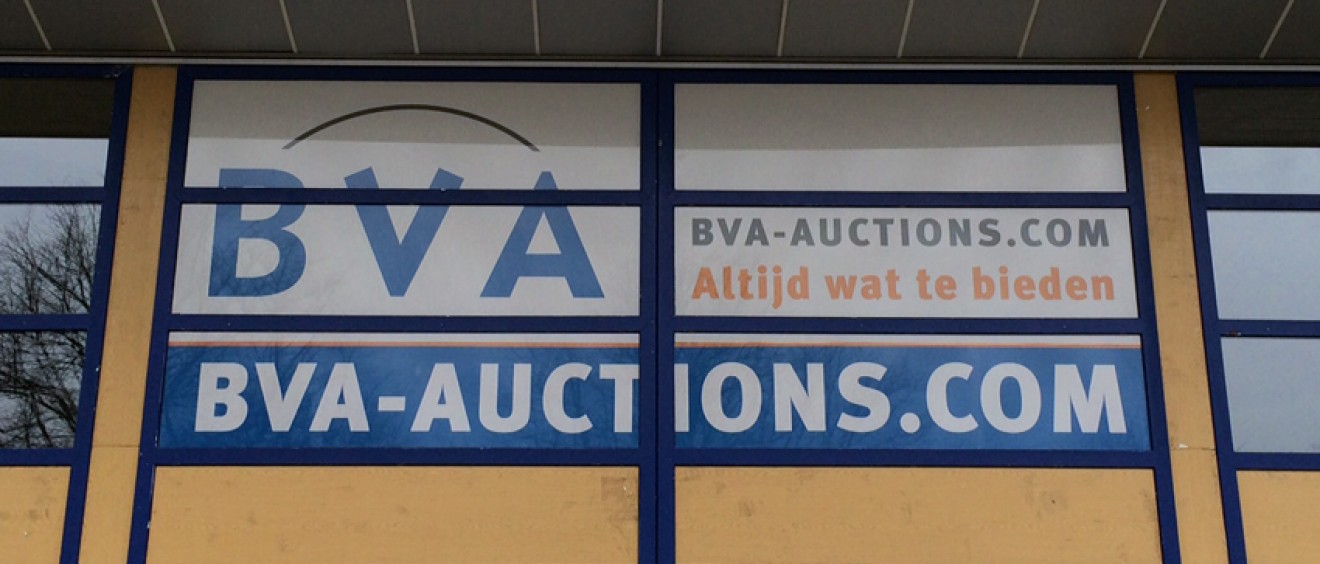 BVA
BVA-AUCTIONS.COM
Altijd wat te bieden
BVA-AUCTIONS.COM